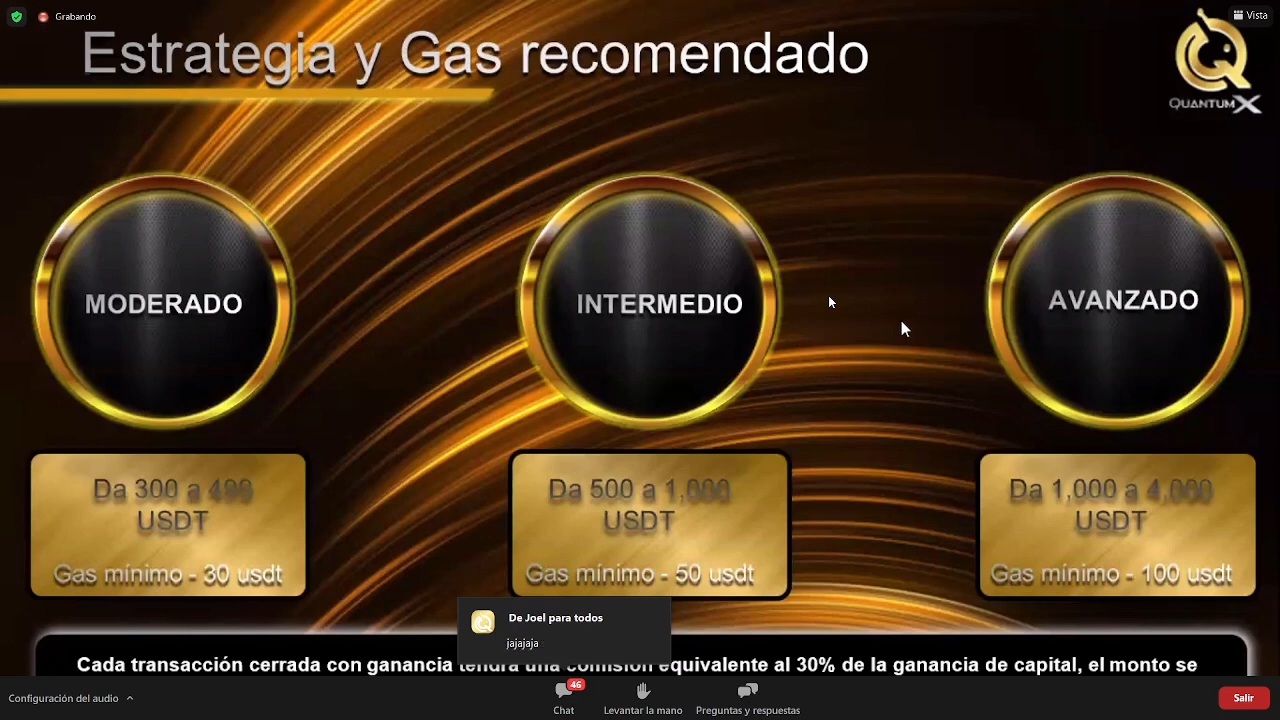 Grabando
Vista
Estrategia y Gas recomendado
QUANTUMX
MODERADO
INTERMEDIO
AVANZADO
Da 300 a 499
USDT
Gas mínimo - 30 usdt
Da 500 a 1,000
USDT
Gas mínimo - 50 usdt
Da 1,000 a 4,000
USDT
Gas mínimo - 100 usdt
De Joel para todos
jajajaja
Cada transacción cerrada con ganancia tendrá una comisión equivalente al 30% de la ganancia de capital, el monto se
Configuración del audio
46
Chat
Levantar la mano
Preguntas y respuestas
Salir